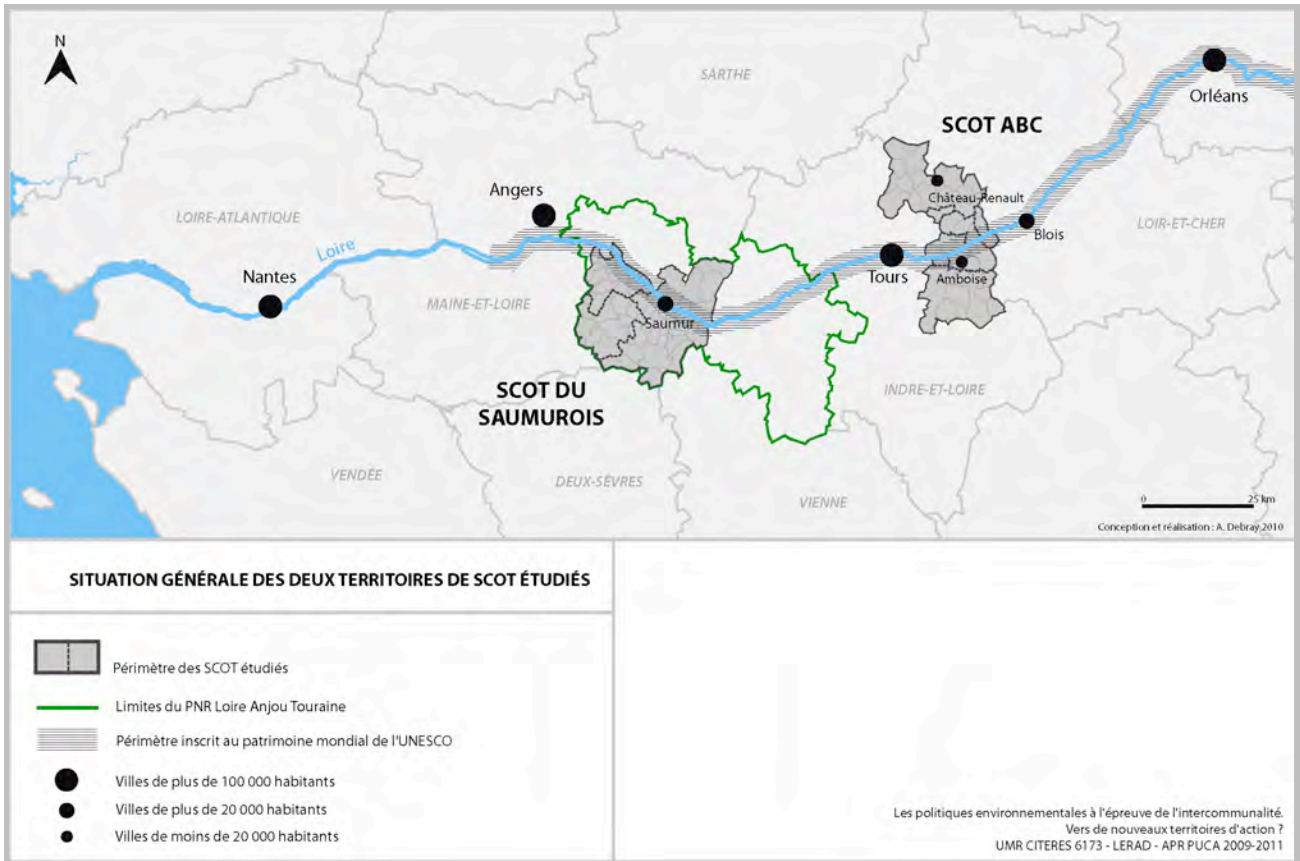 N
SARTHE
Orléans
SCOT ABC
Angers
Château-Renault
LOIRE-ATLANTIQUE
Blois
LOIR-ET-CHER
Loire
Nantes
Tours
Amboise
MAINE-ET-LOIRE
Saumur
SCOT DU
SAUMUROIS
INDRE-ET-LOIRE
VENDÉE
DEUX-SÈVRES
VIENNE
0 25 km
Conception et réalisation : A. Debray 2010
SITUATION GÉNÉRALE DES DEUX TERRITOIRES DE SCOT ÉTUDIÉS
Périmètre des SCOT étudiés
Limites du PNR Loire Anjou Touraine
Périmètre inscrit au patrimoine mondial de l'UNESCO
Villes de plus de 100 000 habitants
Villes de plus de 20 000 habitants
Villes de moins de 20 000 habitants
Les politiques environnementales à l'épreuve de l'intercommunalité.
Vers de nouveaux territoires d'action ?
UMR CITERES 6173 - LERAD - APR PUCA 2009-2011